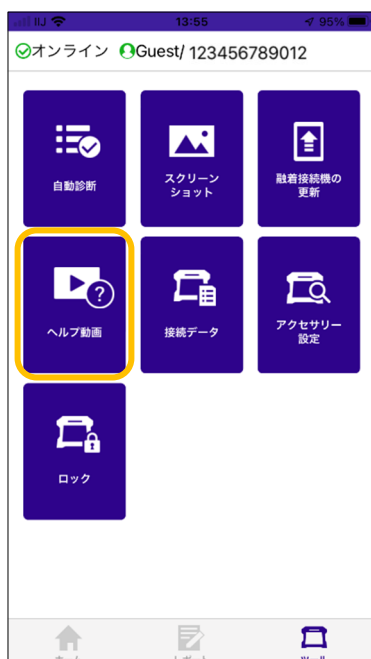 IIJ 13:55 95%
オンライン Guest/ 123456789012
自動診断
スクリーン
ショット
融着接続機の
更新
ヘルプ動画
接続データ
アクセサリー
設定
ロック